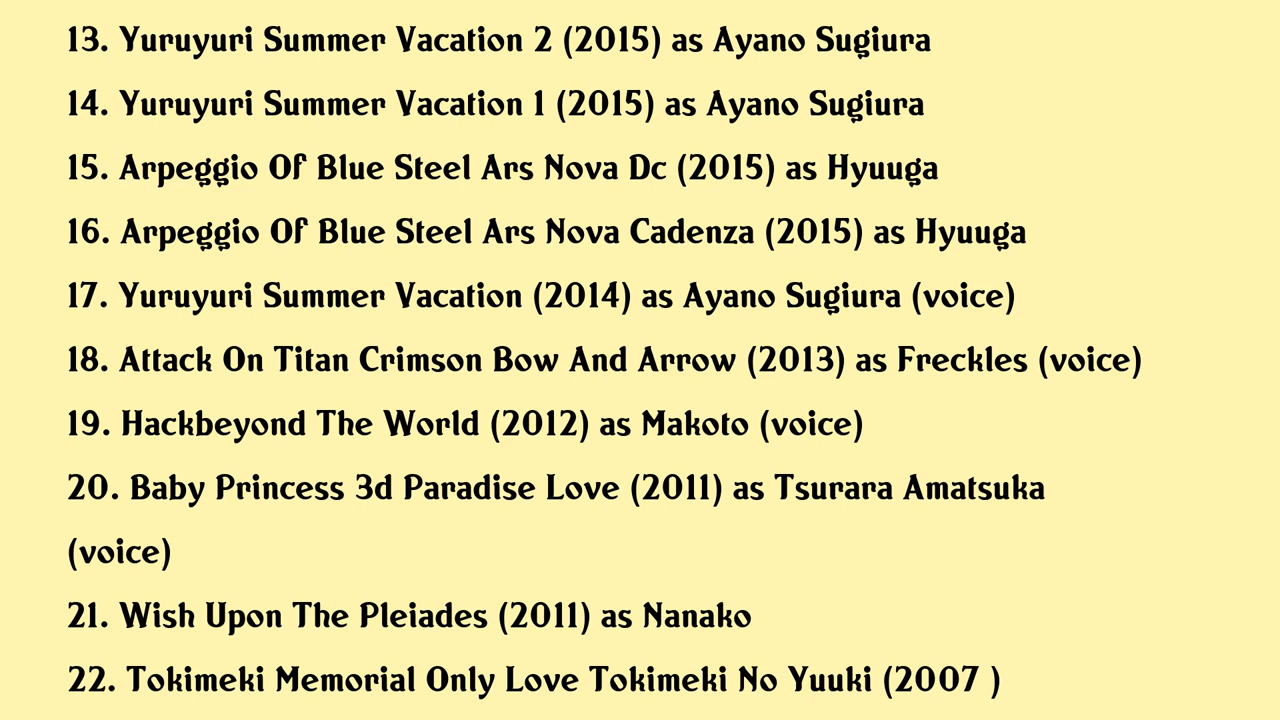 13. Yuruyuri Summer Vacation 2 (2015) as Ayano Sugiura
14. Yuruyuri Summer Vacation 1 (2015) as Ayano Sugiura
15. Arpeggio Of Blue Steel Ars Nova Dc (2015) as Hyuuga
16. Arpeggio Of Blue Steel Ars Nova Cadenza (2015) as Hyuuga
17. Yuruyuri Summer Vacation (2014) as Ayano Sugiura (voice)
18. Attack On Titan Crimson Bow And Arrow (2013) as Freckles (voice)
19. Hackbeyond The World (2012) as Makoto (voice)
20. Baby Princess 3d Paradise Love (2011) as Tsurara Amatsuka
(voice)
21. Wish Upon The Pleiades (2011) as Nanako
22. Tokimeki Memorial Only Love Tokimeki No Yuuki (2007 )